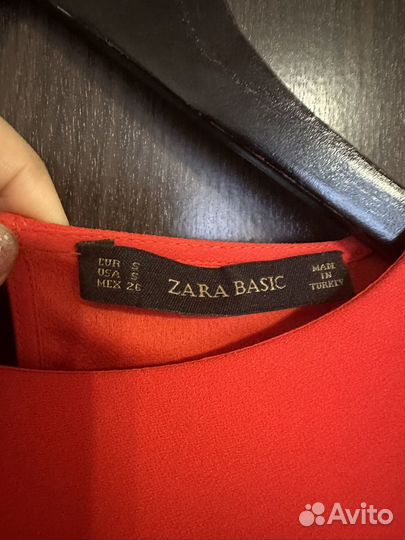 EUR S
USA S
MEX 26
ZARA BASIC
MADE
IN
TURKEY
Avito